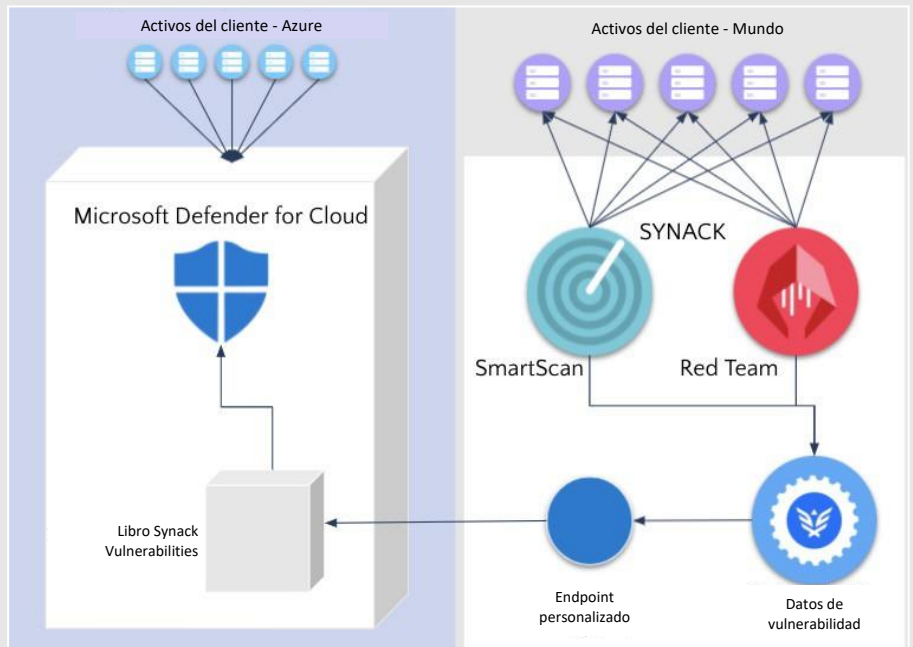 Activos del cliente - Azure
Activos del cliente - Mundo
Microsoft Defender for Cloud
SYNACK
SmartScan
Red Team
Libro Synack
Vulnerabilities
Endpoint
personalizado
Datos de
vulnerabilidad